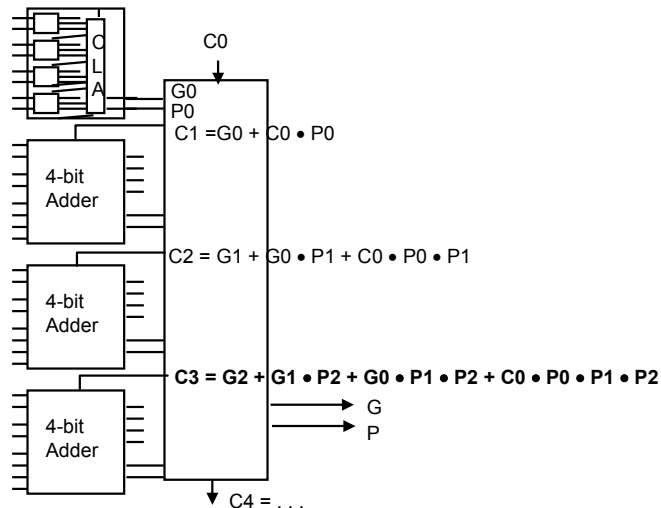 C0
C
L
A
G0
P0
C1 =G0 + C0 • P0
4-bit
Adder
C2 = G1 + G0 • P1 + C0 • P0 • P1
4-bit
Adder
C3 = G2 + G1 • P2 + G0 • P1 • P2 + C0 • P0 • P1 • P2
G
4-bit
Adder
P
C4 = . . .